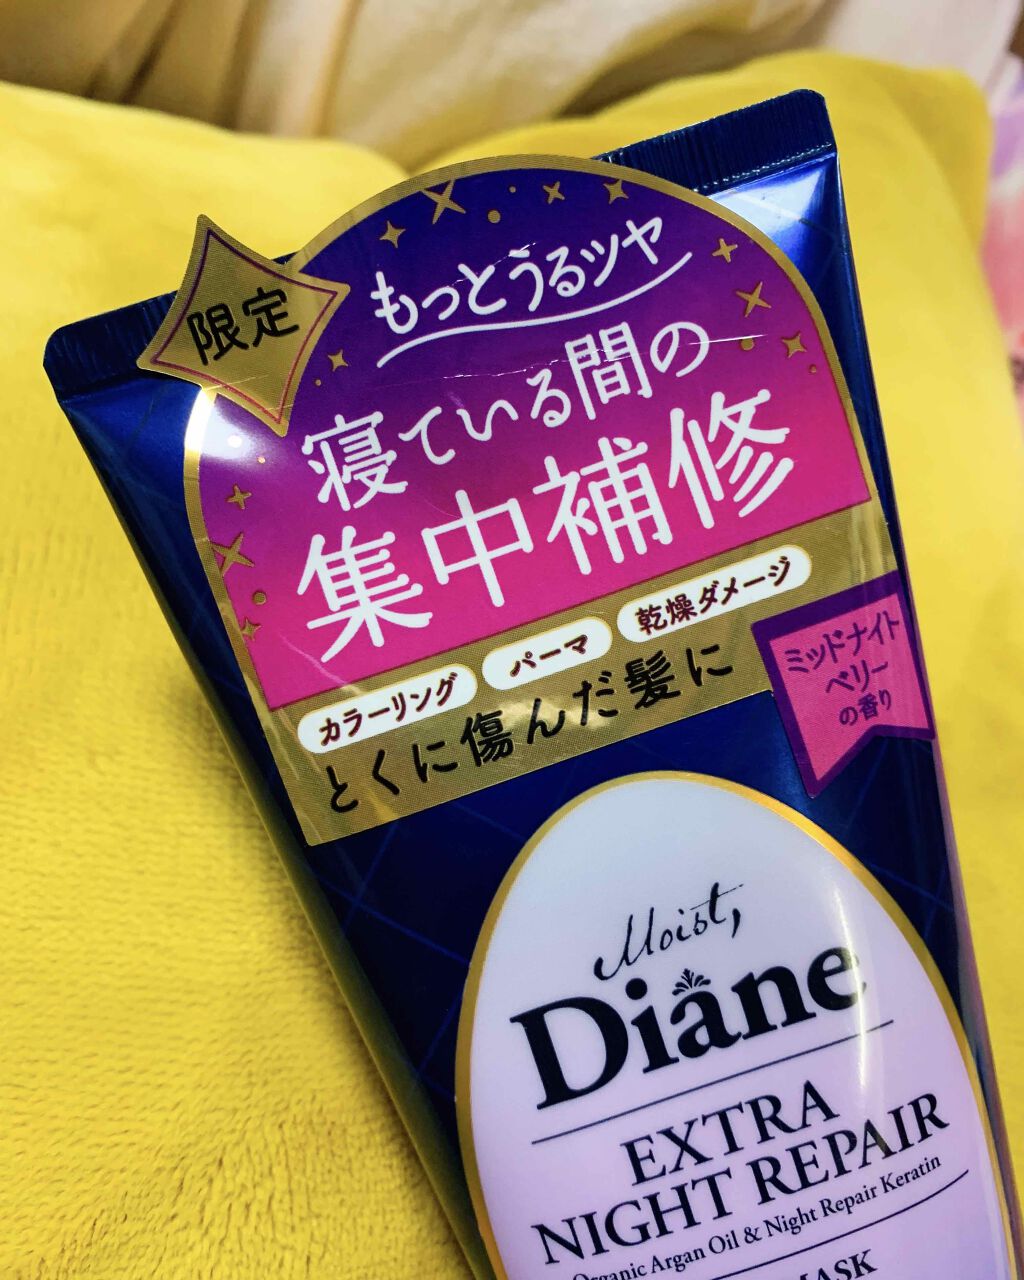 限定
もっとうるツヤ
寝ている間の
集中補修
カラーリング パーマ 乾燥ダメージ
とくに傷んだ髪に
ミッドナイト
ベリー
の香り
Moist,
Diane
EXTRA
NIGHT REPAIR
Organic Argan Oil & Night Repair Keratin
MASK